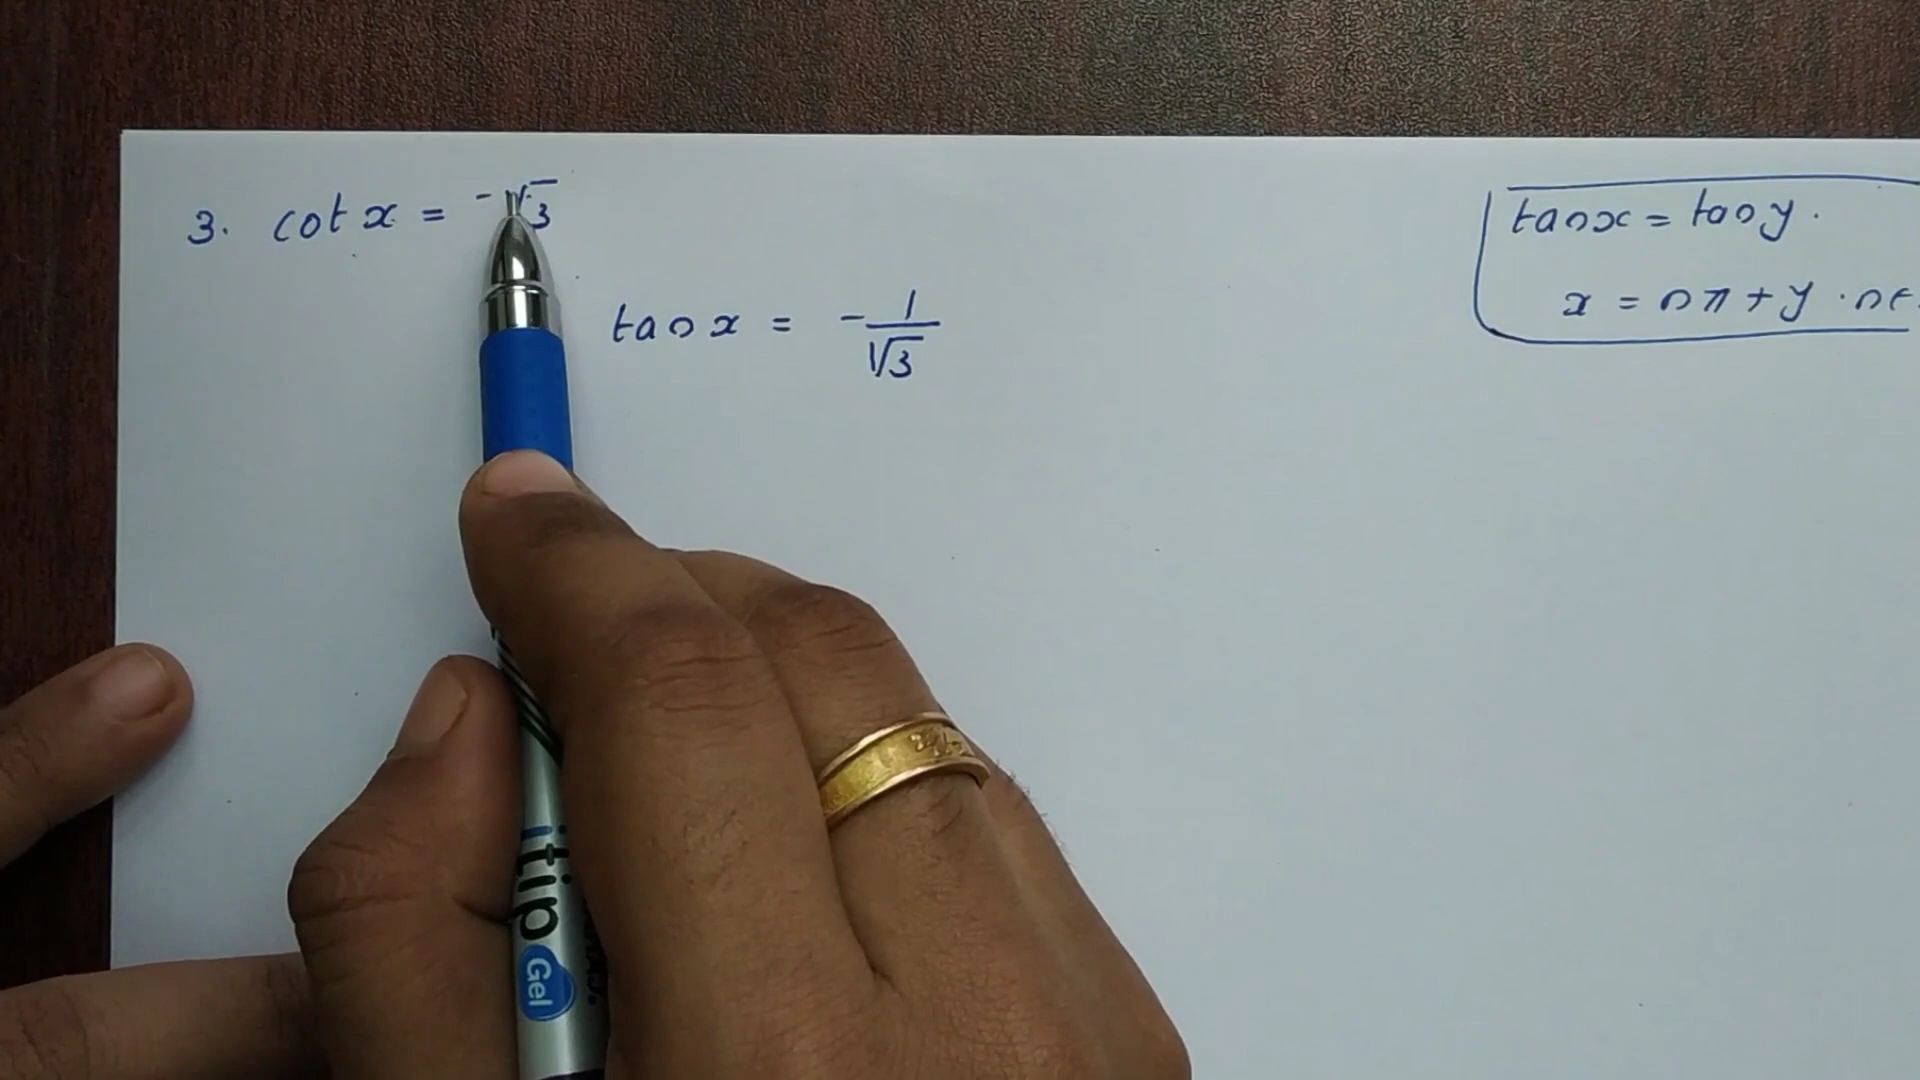 3. cot x = -√3
tan x = - 1/√3
tan x = tan y.
x = nπ + y . n ∈
itip
Gel